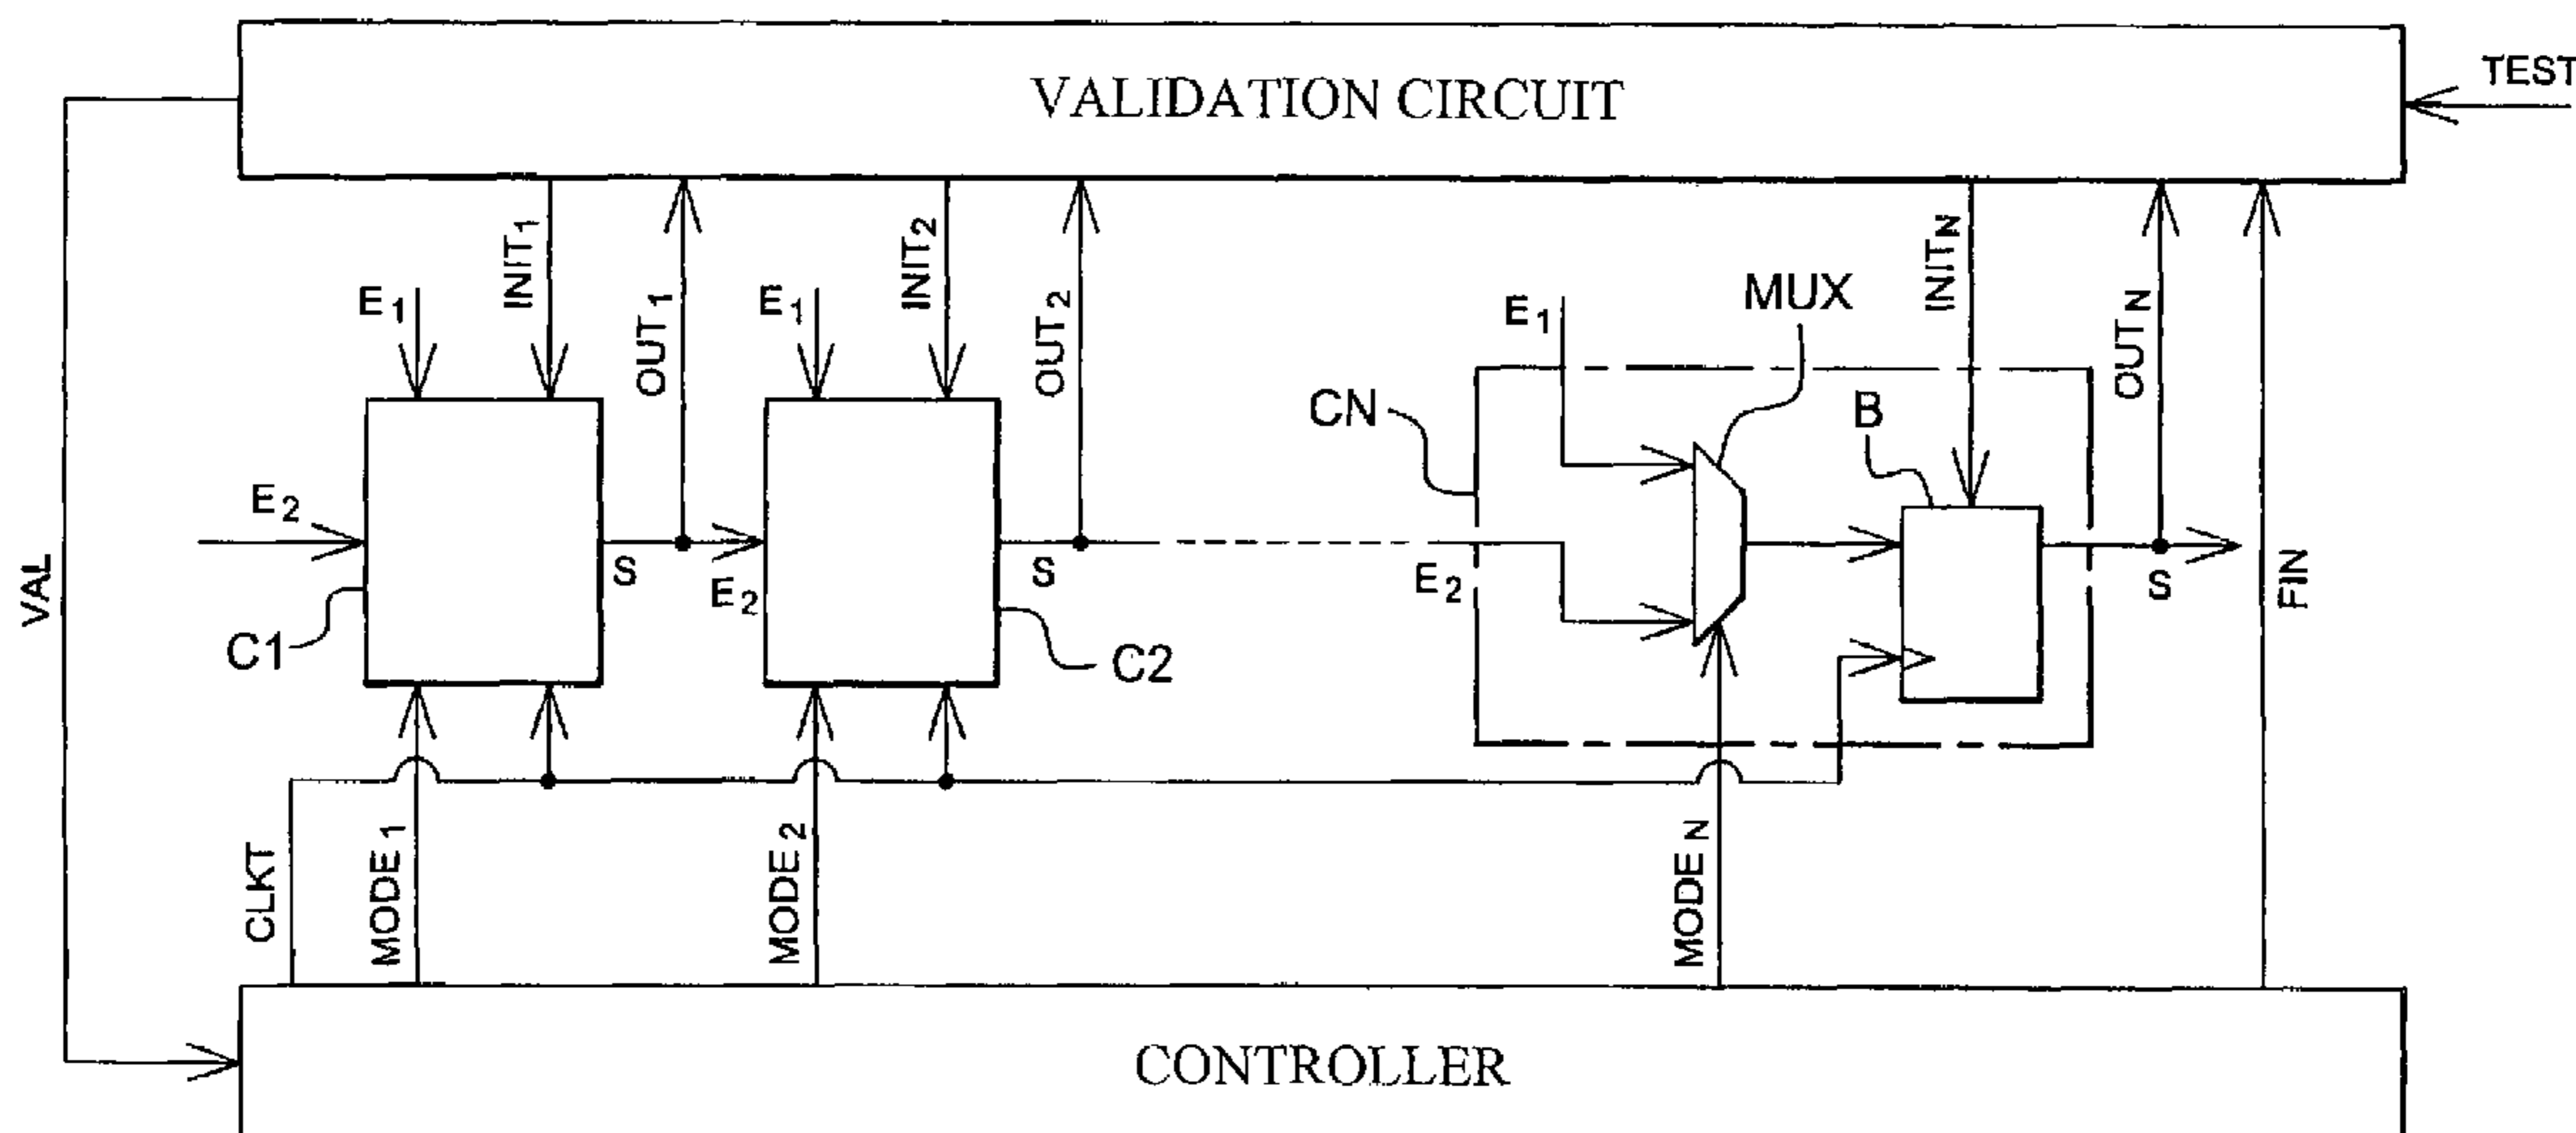 VALIDATION CIRCUIT
TEST
INIT1
OUT1
INIT2
OUT2
INITN
OUTN
E1
E1
E1
MUX
CN
B
E2
S
E2
S
E2
S
VAL
FIN
C1
C2
CLKT
MODE1
MODE2
MODEN
CONTROLLER